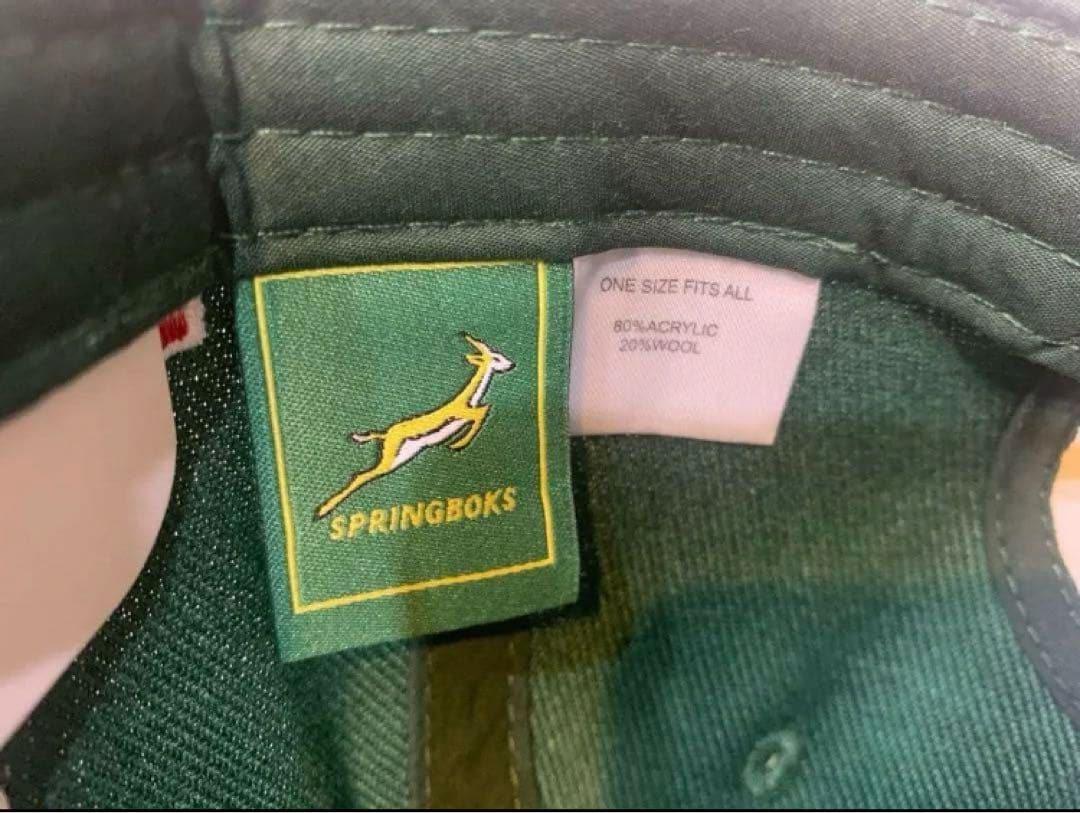 SPRINGBOKS
ONE SIZE FITS ALL
80%ACRYLIC
20%WOOL